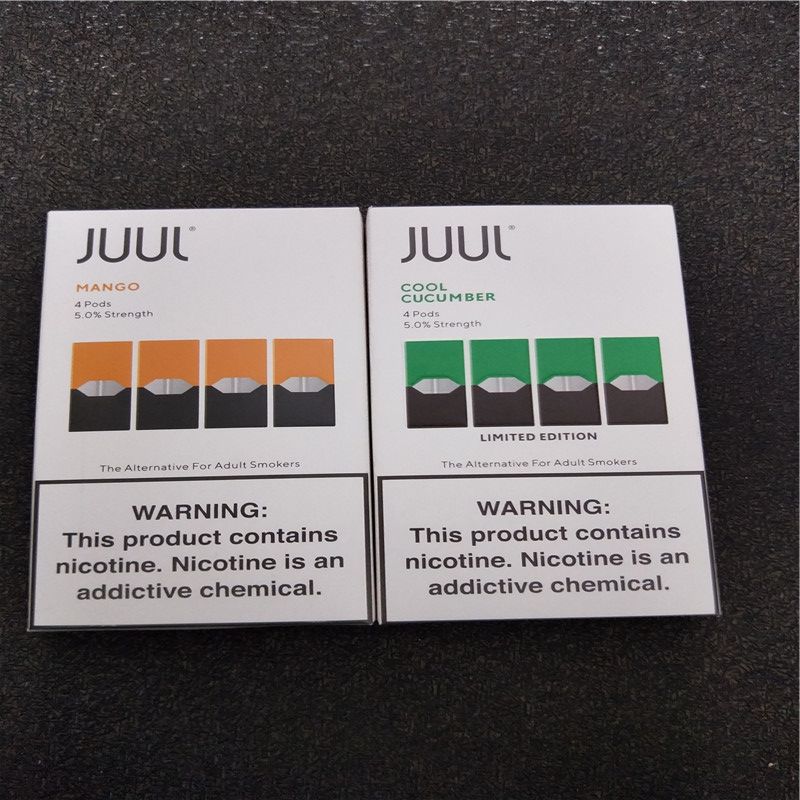 JUUL®
MANGO
4 Pods
5.0% Strength
The Alternative For Adult Smokers
WARNING:
This product contains
nicotine. Nicotine is an
addictive chemical.
JUUL®
COOL
CUCUMBER
4 Pods
5.0% Strength
LIMITED EDITION
The Alternative For Adult Smokers
WARNING:
This product contains
nicotine. Nicotine is an
addictive chemical.